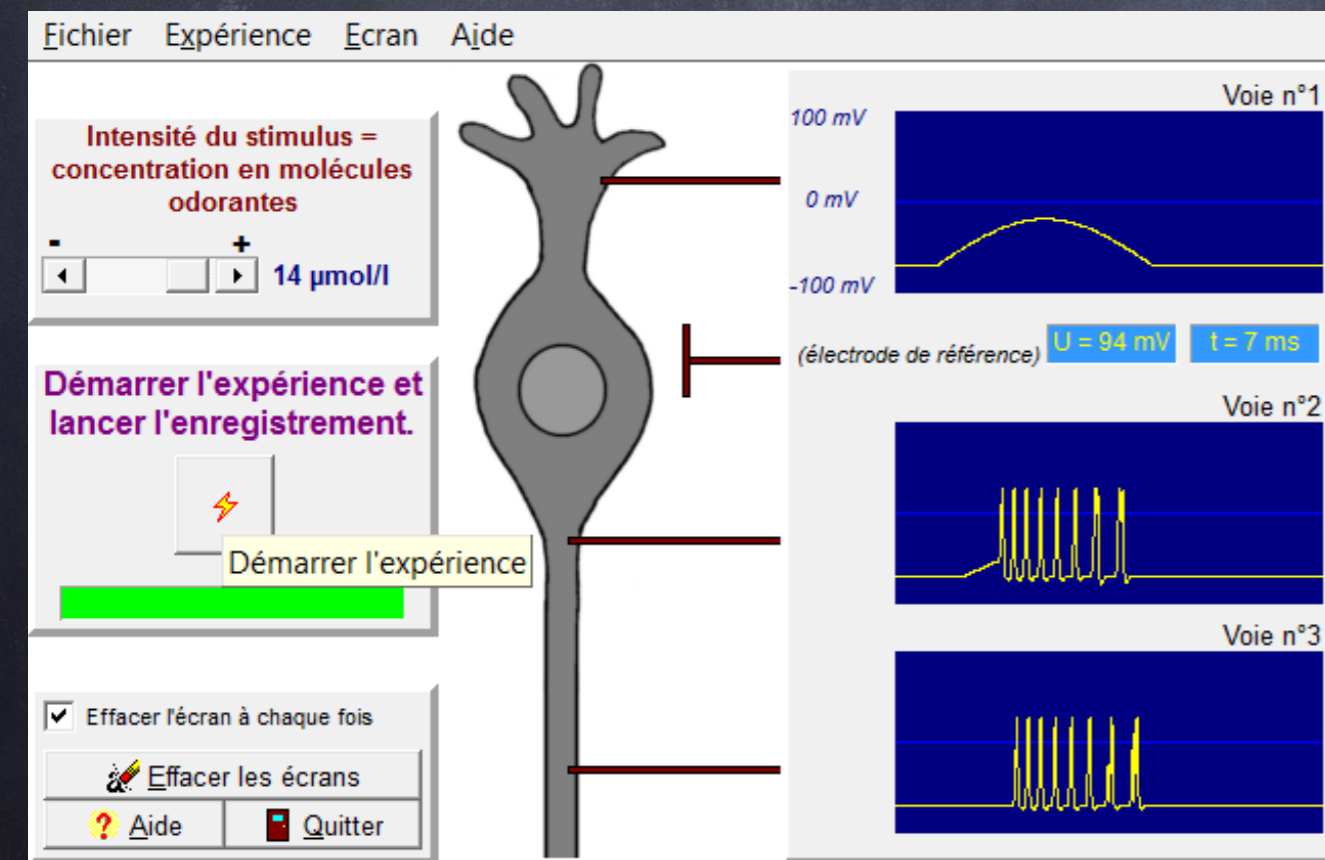 Fichier Expérience Ecran Aide
Intensité du stimulus =
concentration en molécules
odorantes
- +
14 µmol/l
Démarrer l'expérience et
lancer l'enregistrement.
Démarrer l'expérience
Effacer l'écran à chaque fois
Effacer les écrans
? Aide
Quitter
Voie n°1
100 mV
0 mV
-100 mV
(électrode de référence) U = 94 mV t = 7 ms
Voie n°2
Voie n°3